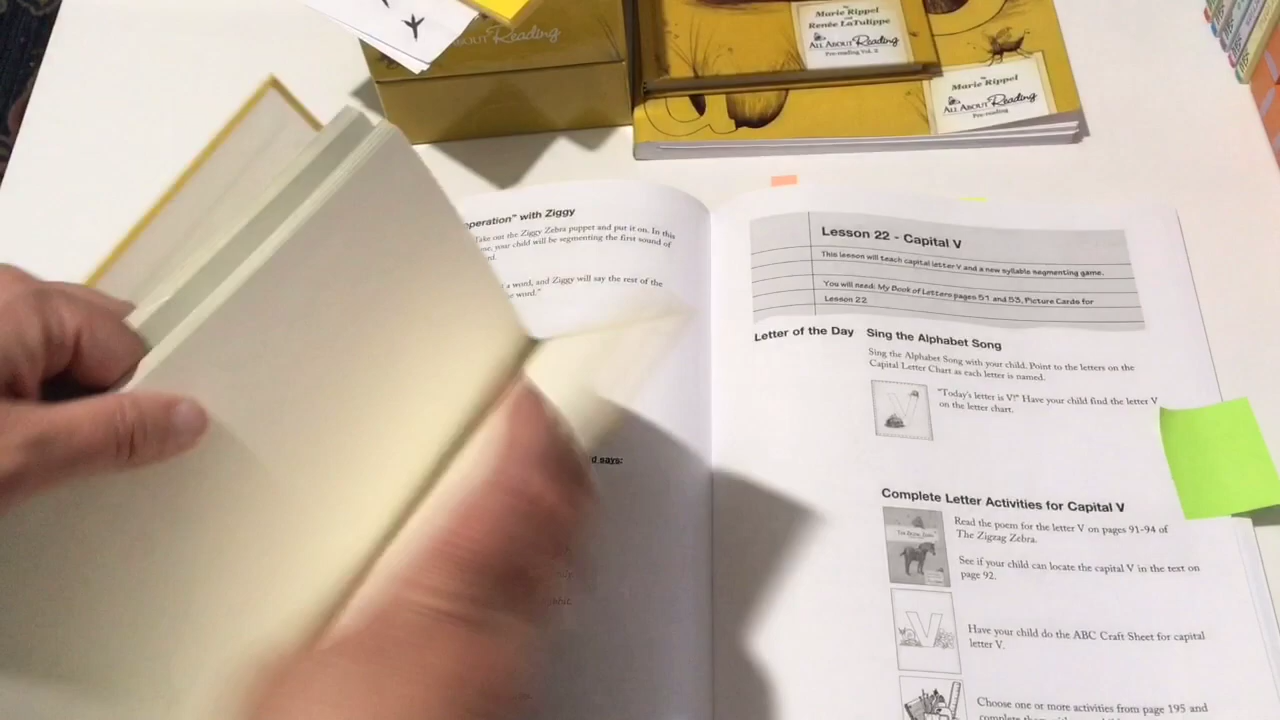 All About Reading
by
Marie Rippel
and
Renée LaTulippe
All About Reading
Pre-reading Vol. 2
by
Marie Rippel
All About Reading
Pre-reading
operation" with Ziggy
Take out the Ziggy Zebra puppet and put it on. In this
your child will be segmenting the first sound of
a word, and Ziggy will say the rest of the
word."
d says:
Lesson 22 - Capital V
This lesson will teach capital letter V and a new syllable segmenting game.
You will need: My Book of Letters pages 51 and 53, Picture Cards for
Lesson 22
Letter of the Day
Sing the Alphabet Song
Sing the Alphabet Song with your child. Point to the letters on the
Capital Letter Chart as each letter is named.
V
"Today's letter is V!" Have your child find the letter V
on the letter chart.
Complete Letter Activities for Capital V
Read the poem for the letter V on pages 91-94 of
The Zigzag Zebra.
See if your child can locate the capital V in the text on
page 92.
V
Have your child do the ABC Craft Sheet for capital
letter V.
Choose one or more activities from page 195 and